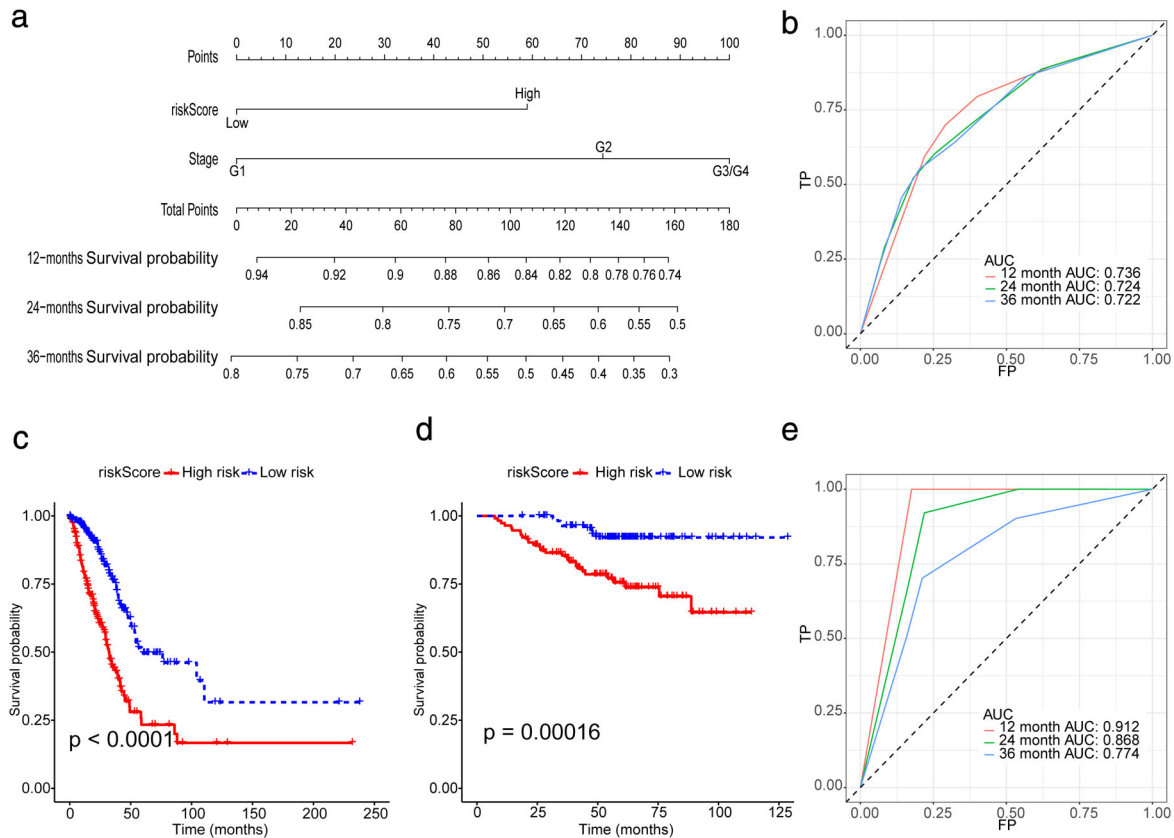 a
0 10 20 30 40 50 60 70 80 90 100
Points
High
riskScore
Low
G2
Stage
G1 G3/G4
Total Points
0 20 40 60 80 100 120 140 160 180
12-months Survival probability
0.94 0.92 0.9 0.88 0.86 0.84 0.82 0.8 0.78 0.76 0.74
24-months Survival probability
0.85 0.8 0.75 0.7 0.65 0.6 0.55 0.5
36-months Survival probability
0.8 0.75 0.7 0.65 0.6 0.55 0.5 0.45 0.4 0.35 0.3
b
1.00
0.75
TP
0.50
0.25
0.00
AUC
12 month AUC: 0.736
24 month AUC: 0.724
36 month AUC: 0.722
0.00 0.25 0.50 0.75 1.00
FP
c
riskScore High risk Low risk
Survival probability
1.00
0.75
0.50
0.25
0.00
p < 0.0001
0 50 100 150 200 250
Time (months)
d
riskScore High risk Low risk
Survival probability
1.00
0.75
0.50
0.25
0.00
p = 0.00016
0 25 50 75 100 125
Time (months)
e
1.00
0.75
TP
0.50
0.25
0.00
AUC
12 month AUC: 0.912
24 month AUC: 0.868
36 month AUC: 0.774
0.00 0.25 0.50 0.75 1.00
FP